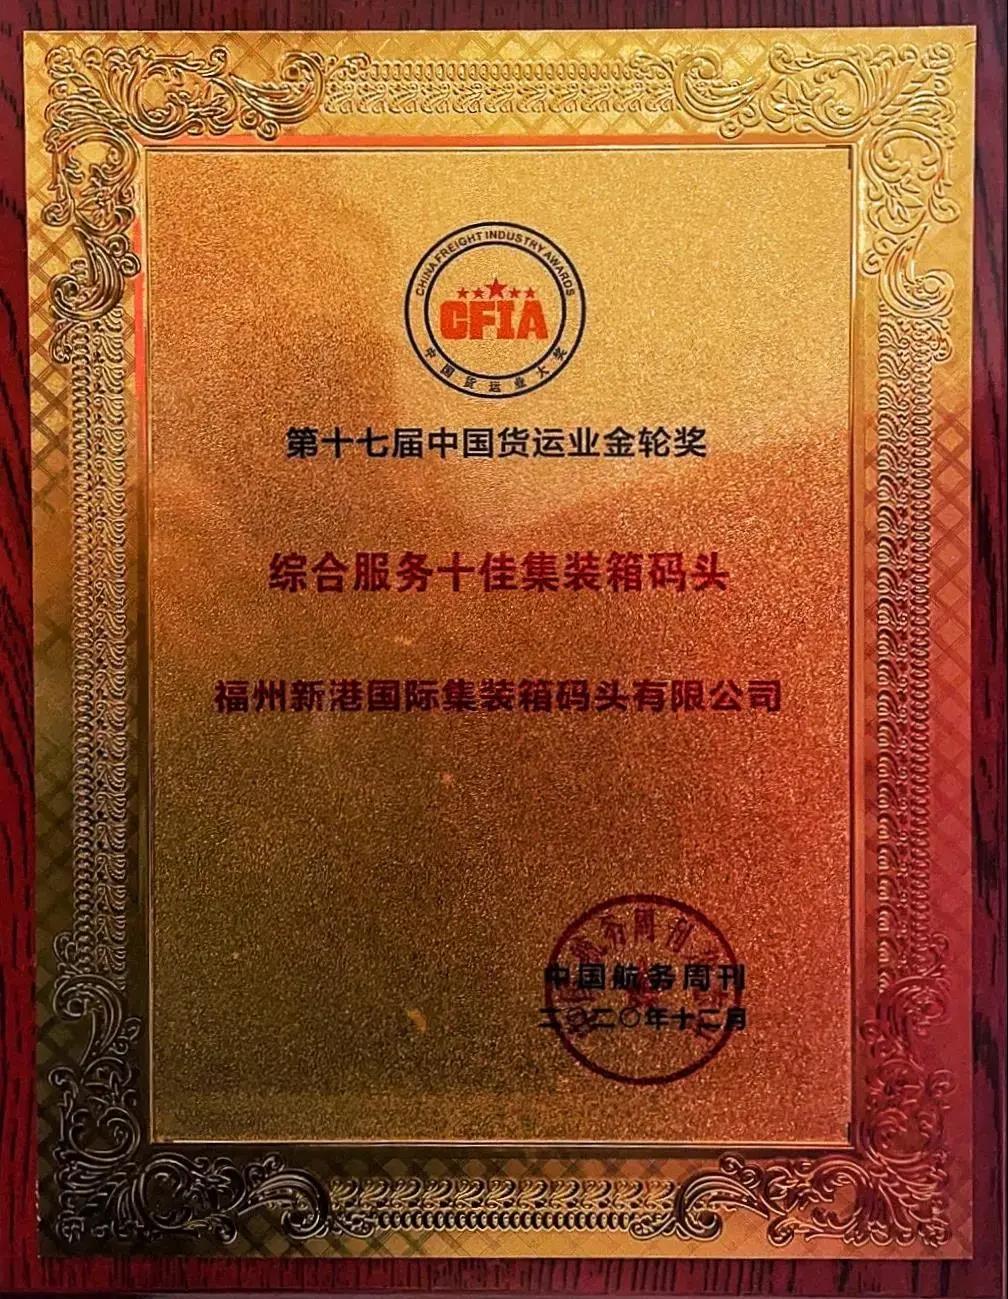 CHINA FREIGHT INDUSTRY AWARDS
CFIA
中国货运业大奖
第十七届中国货运业金轮奖
综合服务十佳集装箱码头
福州新港国际集装箱码头有限公司
中国航务周刊
二〇二〇年十二月